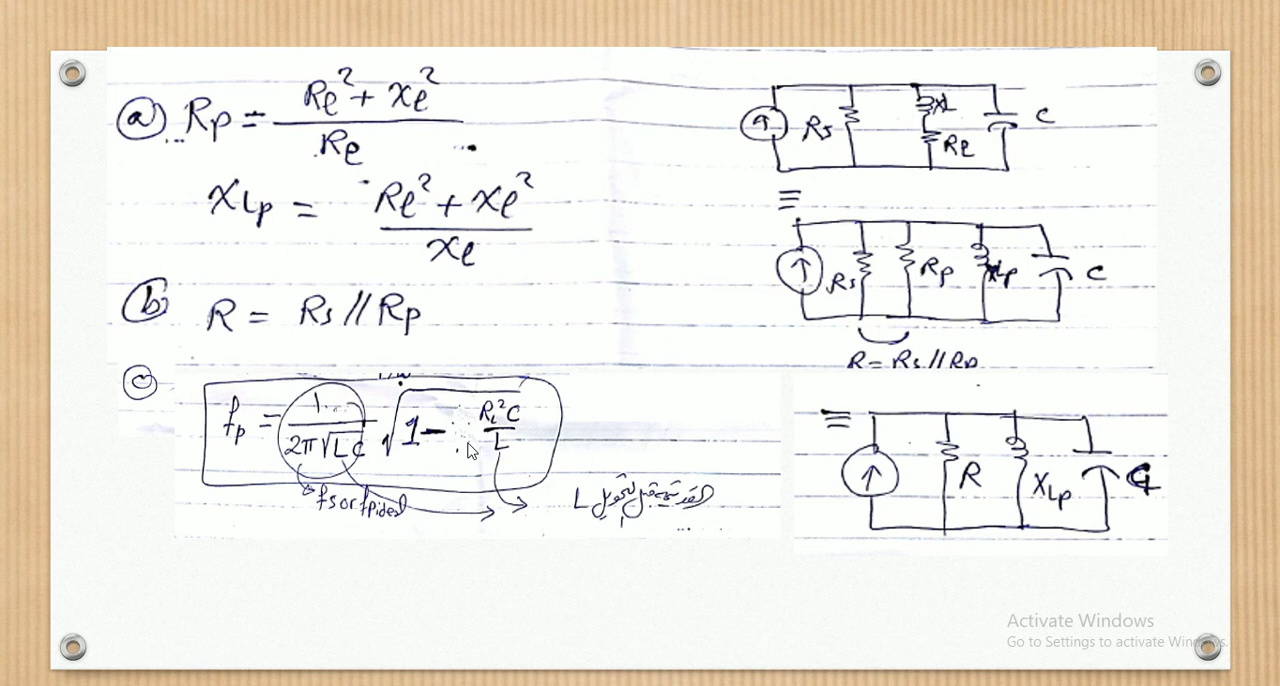 (a) Rp = Rℓ² + Xℓ² / Rℓ
XLp = Rℓ² + Xℓ² / Xℓ
(b) R = Rs // Rp
(c) fp = 1 / 2π√LC √1 - Rℓ²C / L
fs or fp ideal
L
Rs XL Rℓ C
≡
Rs Rp XLp C
R = Rs // Rp
≡
R XLp C
Activate Windows
Go to Settings to activate Windows.